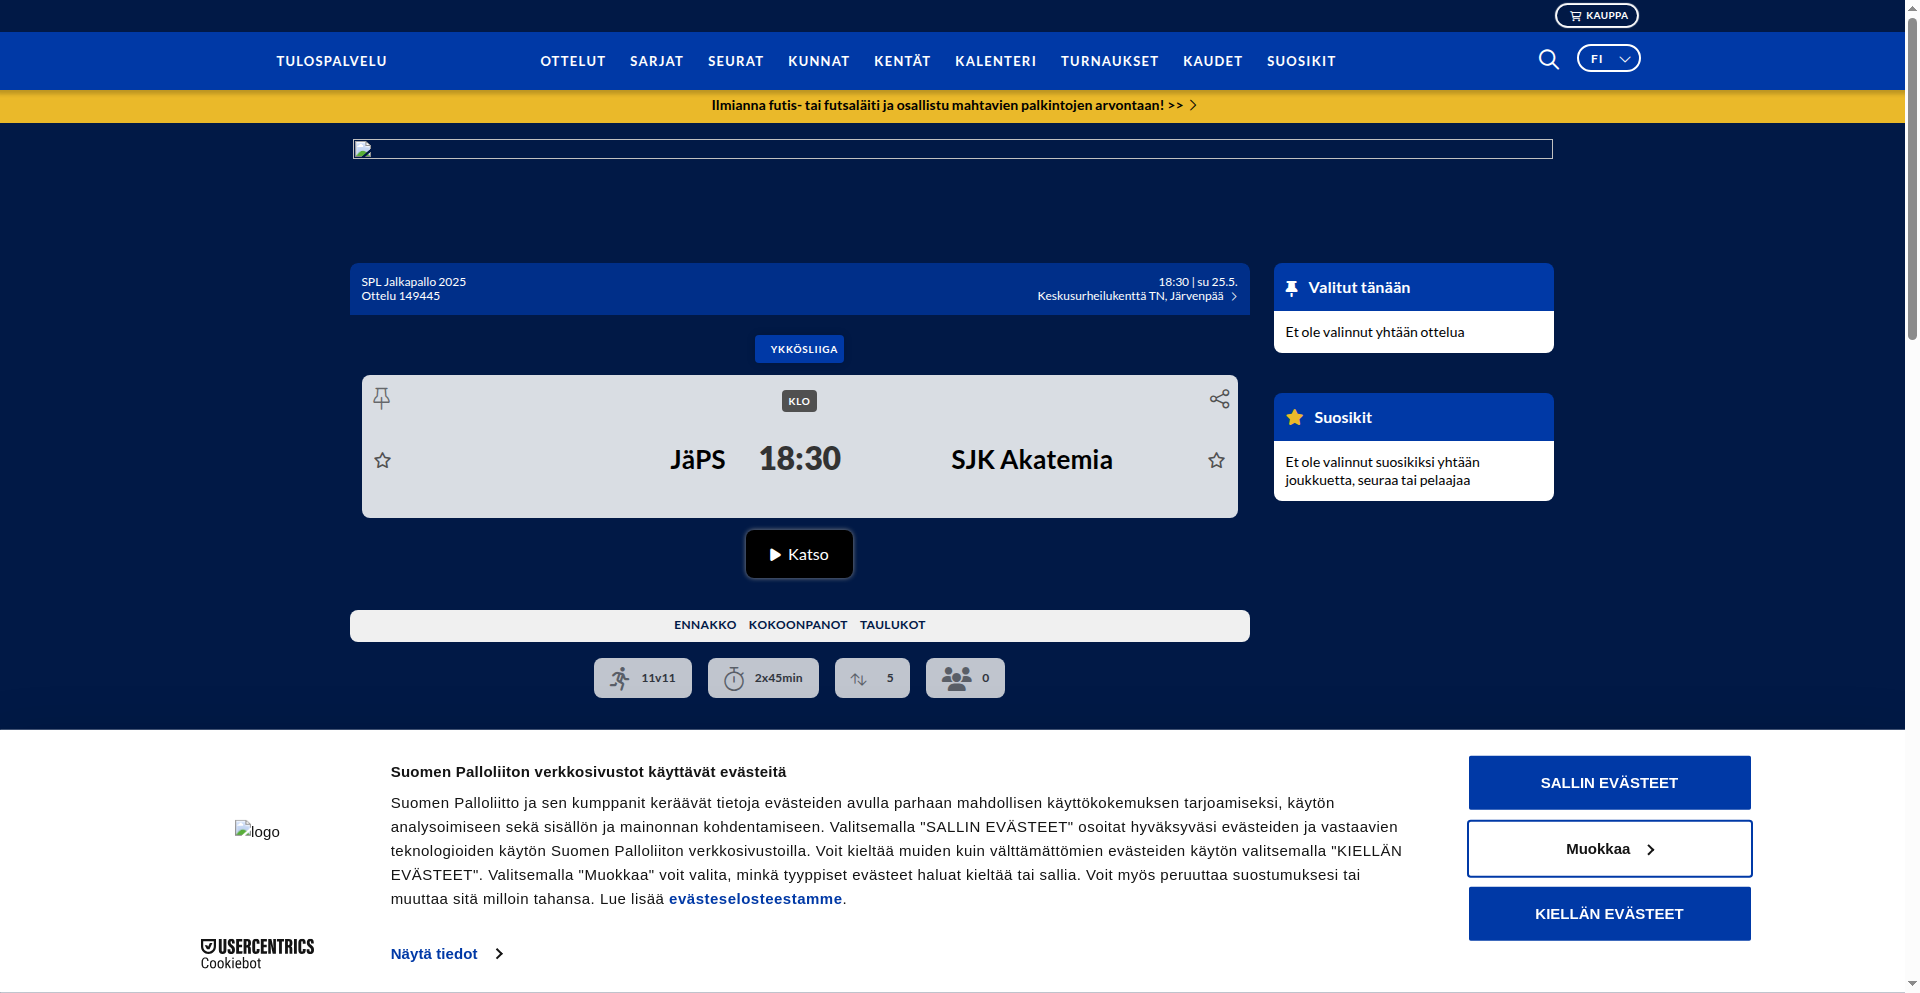 KAUPPA
TULOSPALVELU
OTTELUT SARJAT SEURAT KUNNAT KENTÄT KALENTERI TURNAUKSET KAUDET SUOSIKIT
FI
Ilmianna futis- tai futsaläiti ja osallistu mahtavien palkintojen arvontaan! >>
SPL Jalkapallo 2025
Ottelu 149445
18:30 | su 25.5.
Keskusurheilukenttä TN, Järvenpää
YKKÖSLIIGA
KLO
JäPS 18:30 SJK Akatemia
Katso
ENNAKKO KOKOONPANOT TAULUKOT
11v11 2x45min 5 0
Valitut tänään
Et ole valinnut yhtään ottelua
Suosikit
Et ole valinnut suosikiksi yhtään
joukkuetta, seuraa tai pelaajaa
logo
USERCENTRICS
Cookiebot
Suomen Palloliiton verkkosivustot käyttävät evästeitä
Suomen Palloliitto ja sen kumppanit keräävät tietoja evästeiden avulla parhaan mahdollisen käyttökokemuksen tarjoamiseksi, käytön
analysoimiseen sekä sisällön ja mainonnan kohdentamiseen. Valitsemalla "SALLIN EVÄSTEET" osoitat hyväksyväsi evästeiden ja vastaavien
teknologioiden käytön Suomen Palloliiton verkkosivustoilla. Voit kieltää muiden kuin välttämättömien evästeiden käytön valitsemalla "KIELLÄN
EVÄSTEET". Valitsemalla "Muokkaa" voit valita, minkä tyyppiset evästeet haluat kieltää tai sallia. Voit myös peruuttaa suostumuksesi tai
muuttaa sitä milloin tahansa. Lue lisää evästeselosteestamme.
Näytä tiedot
SALLIN EVÄSTEET
Muokkaa
KIELLÄN EVÄSTEET